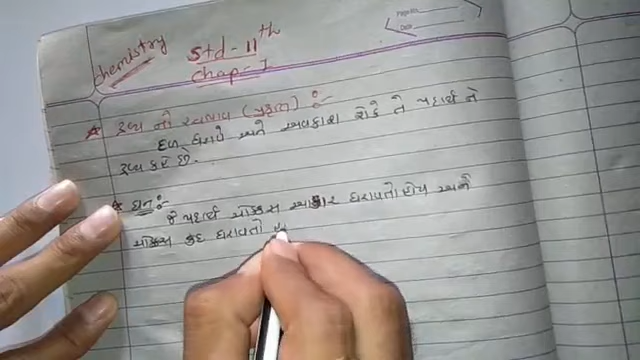 chemistry
Std - 11th
Chap - 1
દ્રવ્ય નો સ્વભાવ (પ્રકૃતિ) :-
દળ ધરાવે અને અવકાશ રોકે તે પદાર્થ ને
દ્રવ્ય કહે છે.
ઘન :-
જે પદાર્થ ચોક્કસ આકાર ધરાવતો હોય અને
ચોક્કસ કદ ધરાવતો